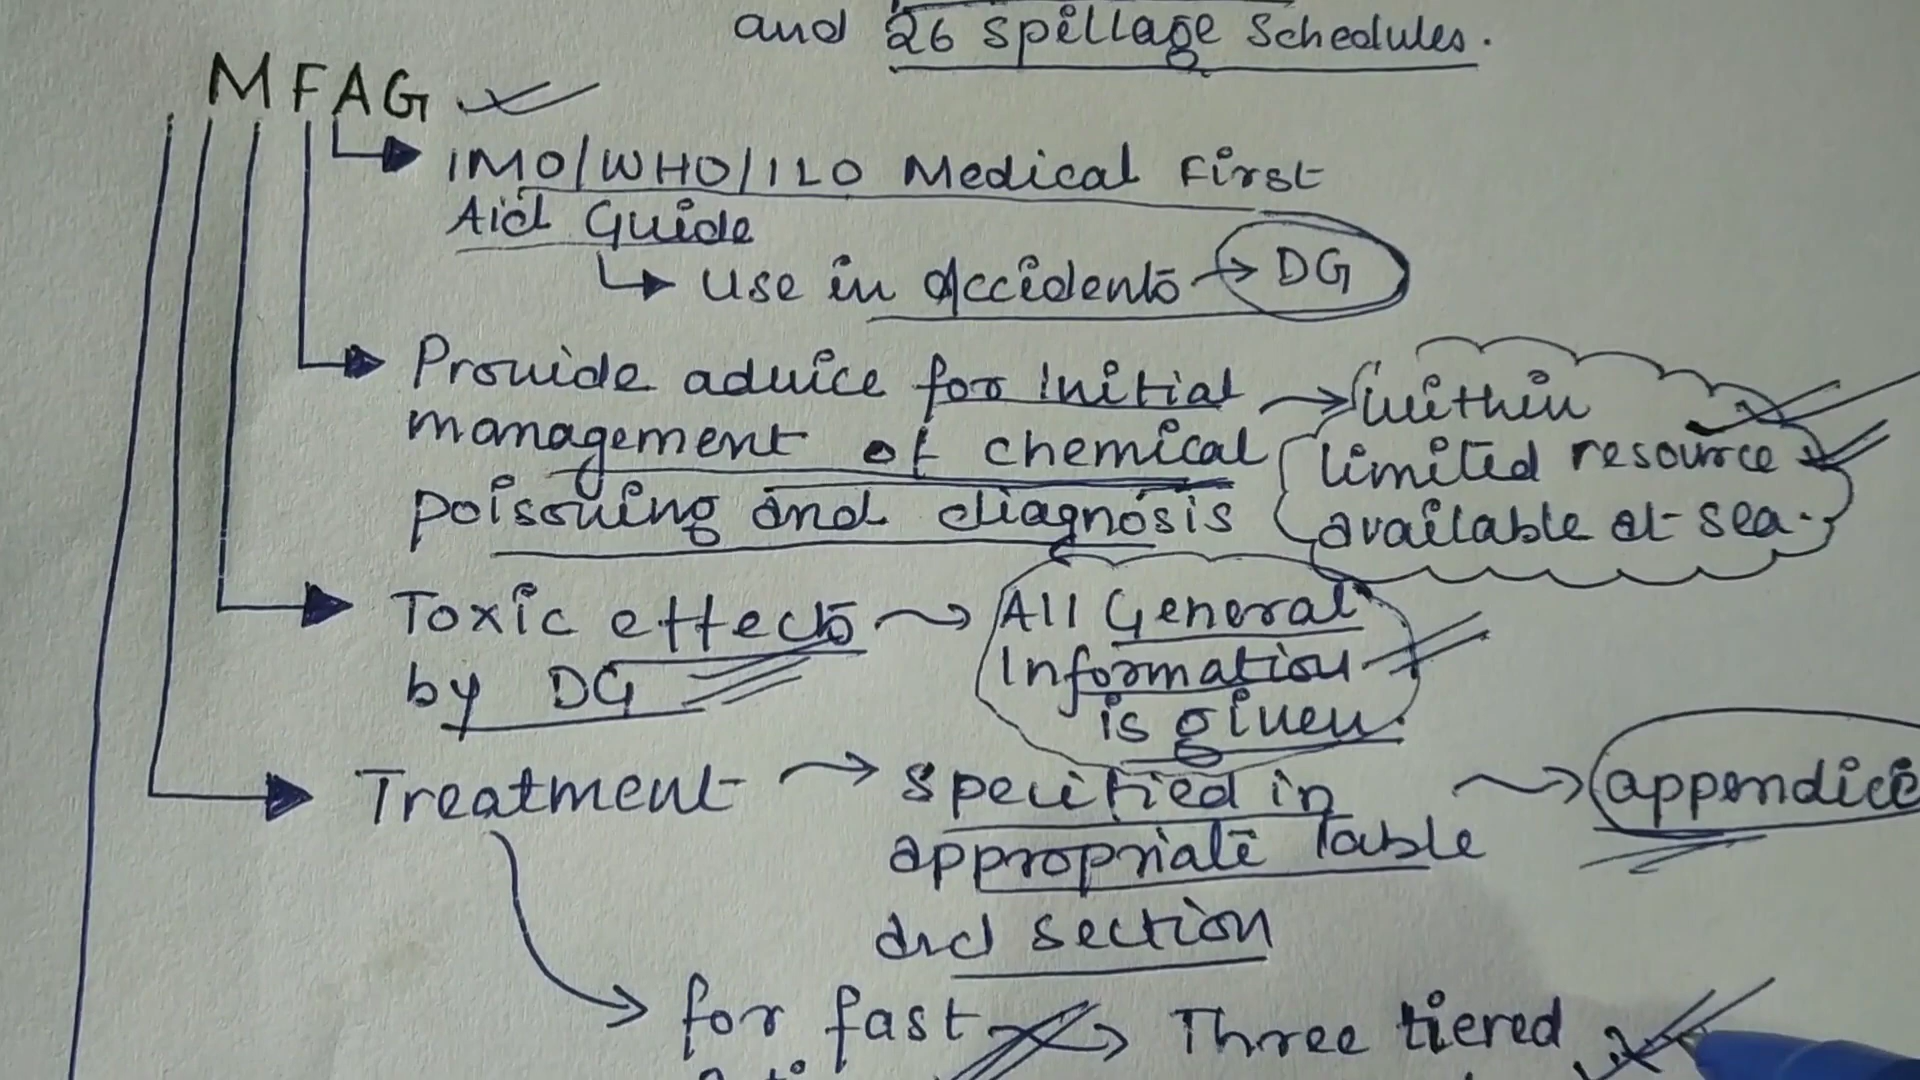 and 26 spillage schedules.
MFAG
IMO/WHO/ILO Medical First
Aid Guide
Use in Accidents → DG
Provide advice for initial
management of chemical
poisoning and diagnosis
within
limited resource
available at sea.
Toxic effects
by DG
All General
Information
is given.
Treatment → specified in
appropriate Table
and section
appendice
for fast → Three tiered